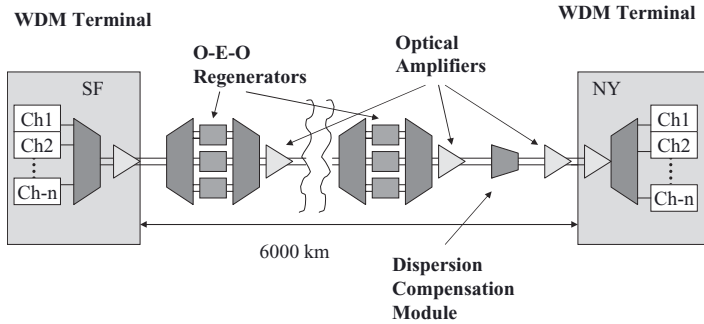 WDM Terminal
WDM Terminal
O-E-O
Regenerators
Optical
Amplifiers
SF
Ch1
Ch2
Ch-n
NY
Ch1
Ch2
Ch-n
6000 km
Dispersion
Compensation
Module